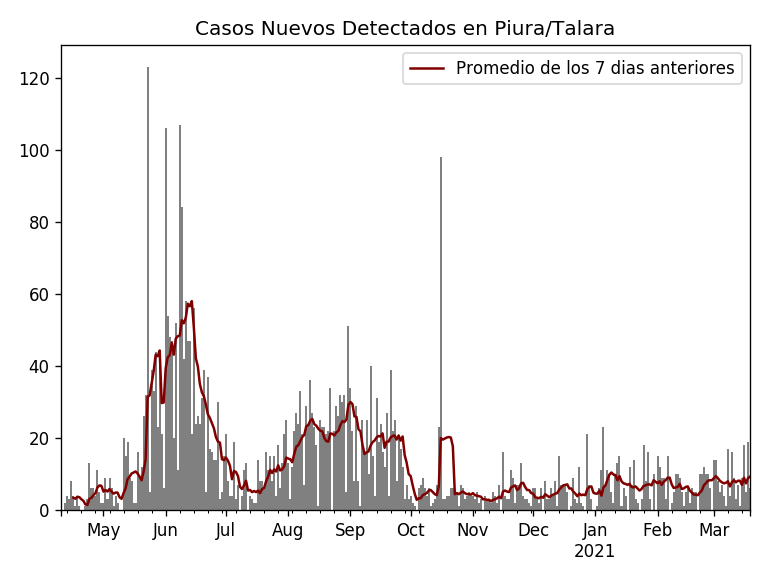 Casos Nuevos Detectados en Piura/Talara
Promedio de los 7 dias anteriores
120
100
80
60
40
20
0
May Jun Jul Aug Sep Oct Nov Dec Jan Feb Mar
2021